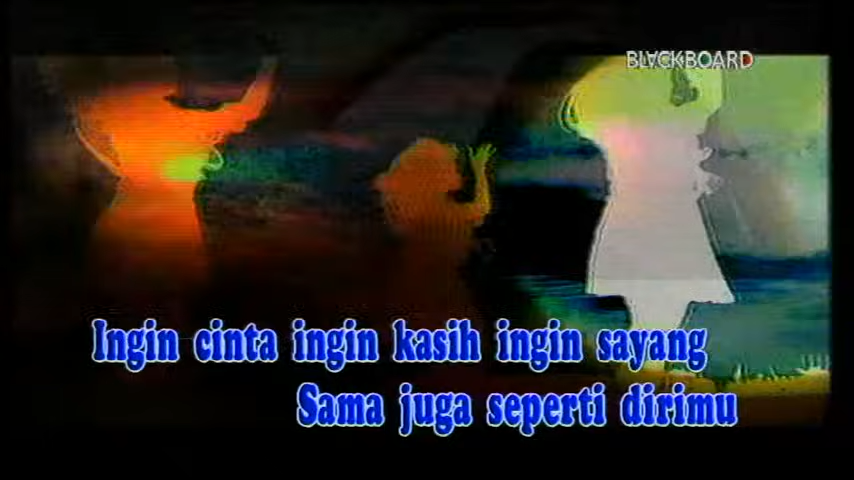 BLACKBOARD
Ingin cinta ingin kasih ingin sayang
Sama juga seperti dirimu